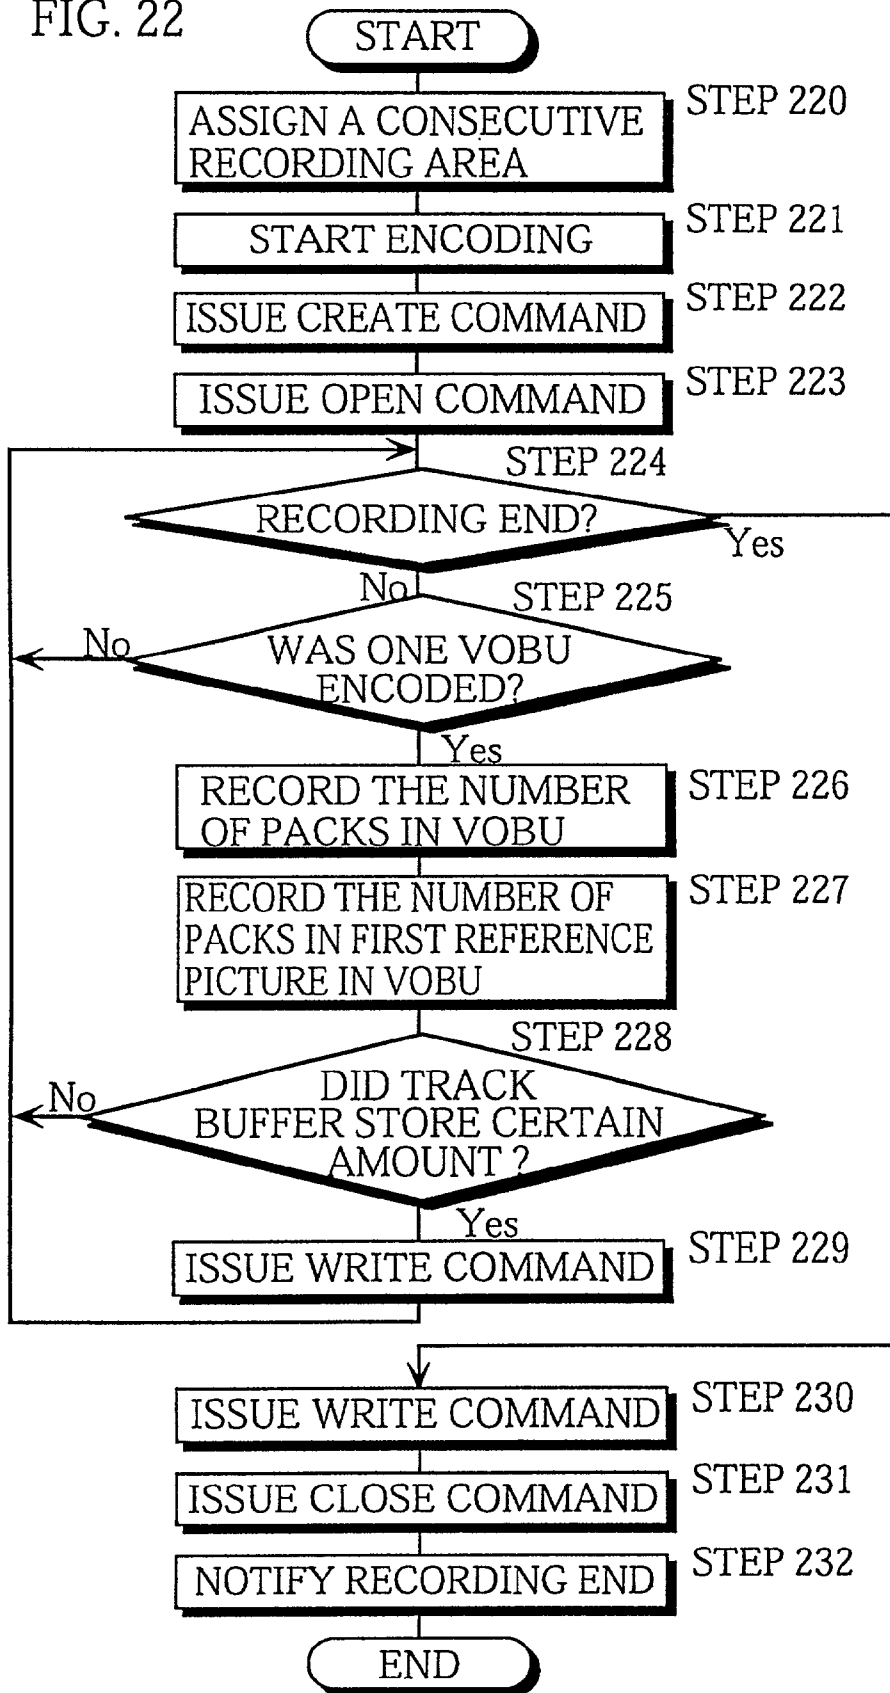 FIG. 22
START
STEP 220
ASSIGN A CONSECUTIVE
RECORDING AREA
STEP 221
START ENCODING
STEP 222
ISSUE CREATE COMMAND
STEP 223
ISSUE OPEN COMMAND
STEP 224
RECORDING END?
Yes
No
STEP 225
No
WAS ONE VOBU
ENCODED?
Yes
STEP 226
RECORD THE NUMBER
OF PACKS IN VOBU
STEP 227
RECORD THE NUMBER OF
PACKS IN FIRST REFERENCE
PICTURE IN VOBU
STEP 228
No
DID TRACK
BUFFER STORE CERTAIN
AMOUNT ?
Yes
STEP 229
ISSUE WRITE COMMAND
STEP 230
ISSUE WRITE COMMAND
STEP 231
ISSUE CLOSE COMMAND
STEP 232
NOTIFY RECORDING END
END